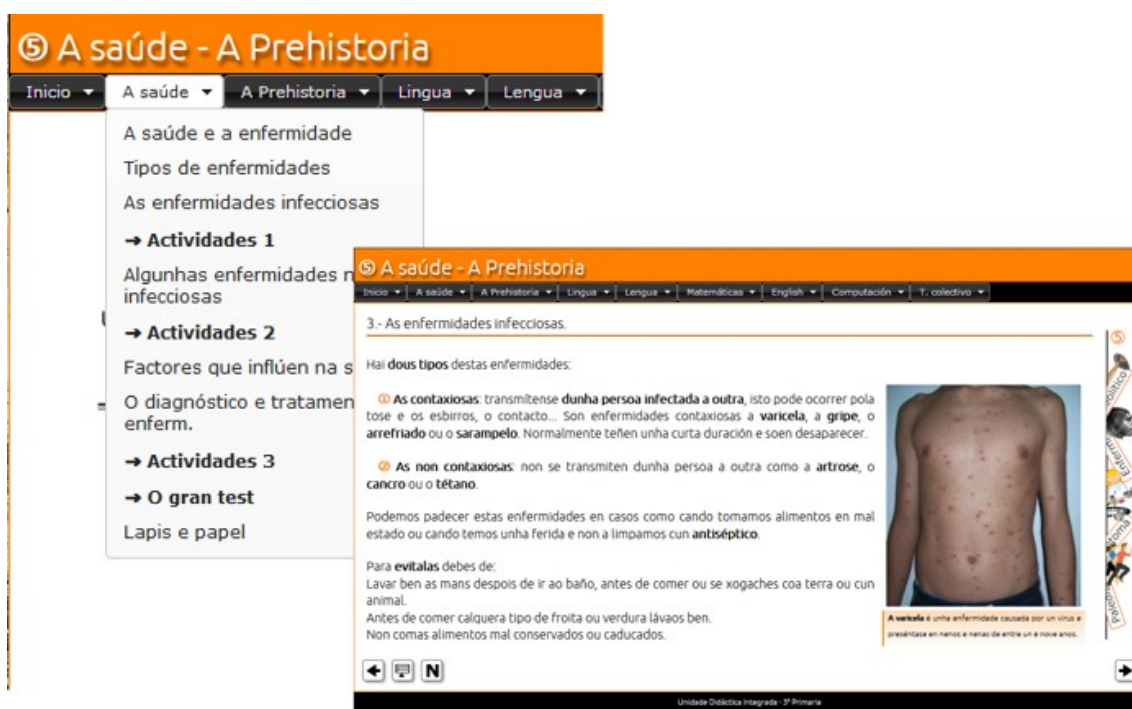 ⑤ A saúde - A Prehistoria
Inicio ▾ A saúde ▾ A Prehistoria ▾ Lingua ▾ Lengua ▾
A saúde e a enfermidade
Tipos de enfermidades
As enfermidades infecciosas
→ Actividades 1
Algunhas enfermidades n
infecciosas
→ Actividades 2
Factores que inflúen na s
O diagnóstico e tratamen
enferm.
→ Actividades 3
→ O gran test
Lapis e papel
⑤ A saúde - A Prehistoria
Inicio ▾ A saúde ▾ A Prehistoria ▾ Lingua ▾ Lengua ▾ Matemáticas ▾ English ▾ Computación ▾ T. colectivo ▾
3.- As enfermidades infecciosas.
Hai dous tipos destas enfermidades:
① As contaxiosas: transmítense dunha persoa infectada a outra, isto pode ocorrer pola
tose e os esbirros, o contacto... Son enfermidades contaxiosas a varicela, a gripe, o
arrefriado ou o sarampelo. Normalmente teñen unha curta duración e soen desaparecer.
② As non contaxiosas: non se transmiten dunha persoa a outra como a artrose, o
cancro ou o tétano.
Podemos padecer estas enfermidades en casos como cando tomamos alimentos en mal
estado ou cando temos unha ferida e non a limpamos cun antiséptico.
Para evitalas debes de:
Lavar ben as mans despois de ir ao baño, antes de comer ou se xogaches coa terra ou cun
animal.
Antes de comer calquera tipo de froita ou verdura lávaos ben.
Non comas alimentos mal conservados ou caducados.
A varicela é unha enfermidade causada por un virus e
preséntase en nenos e nenas de entre un e nove anos.
⑤
olítico
Enferm
toma
Paleo
N
Unidade Didáctica Integrada - 5º Primaria